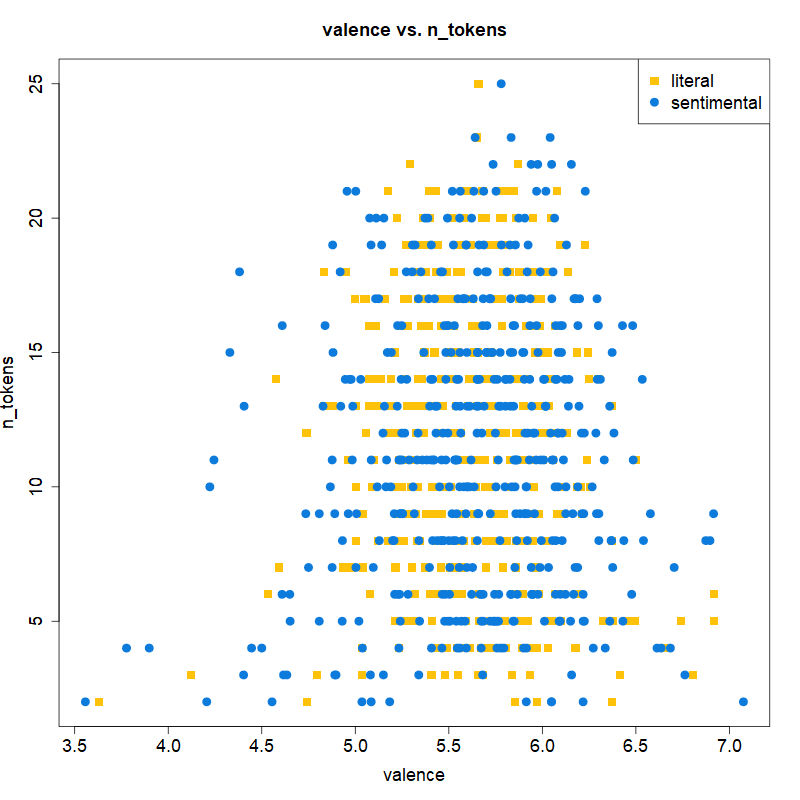 valence vs. n_tokens
literal
sentimental
n_tokens
25
20
15
10
5
3.5 4.0 4.5 5.0 5.5 6.0 6.5 7.0
valence